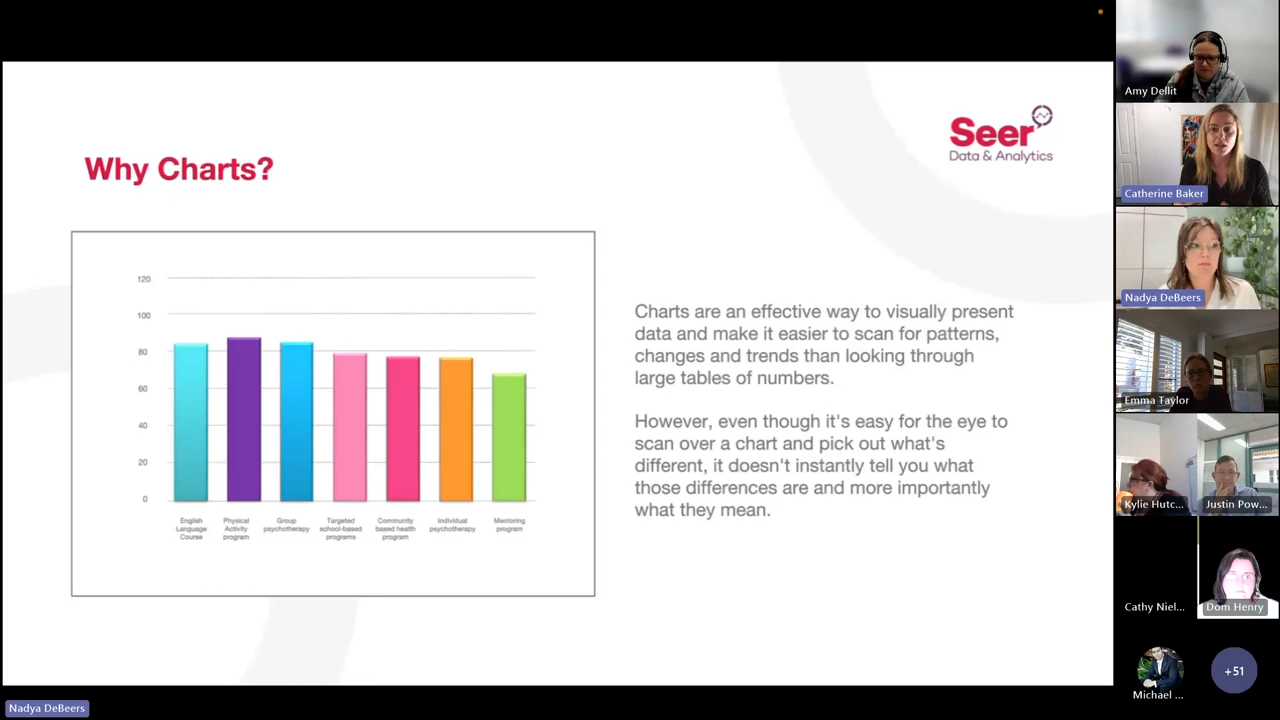 Why Charts?
Seer
Data & Analytics
120
100
80
60
40
20
0
English
Language
Course
Physical
Activity
program
Group
psychotherapy
Targeted
school-based
programs
Community
based health
program
Individual
psychotherapy
Mentoring
program
Charts are an effective way to visually present
data and make it easier to scan for patterns,
changes and trends than looking through
large tables of numbers.
However, even though it's easy for the eye to
scan over a chart and pick out what's
different, it doesn't instantly tell you what
those differences are and more importantly
what they mean.
Amy Dellit
Catherine Baker
Nadya DeBeers
Emma Taylor
Kylie Hutc...
Justin Pow...
Cathy Niel...
Dom Henry
Michael ...
+51
Nadya DeBeers